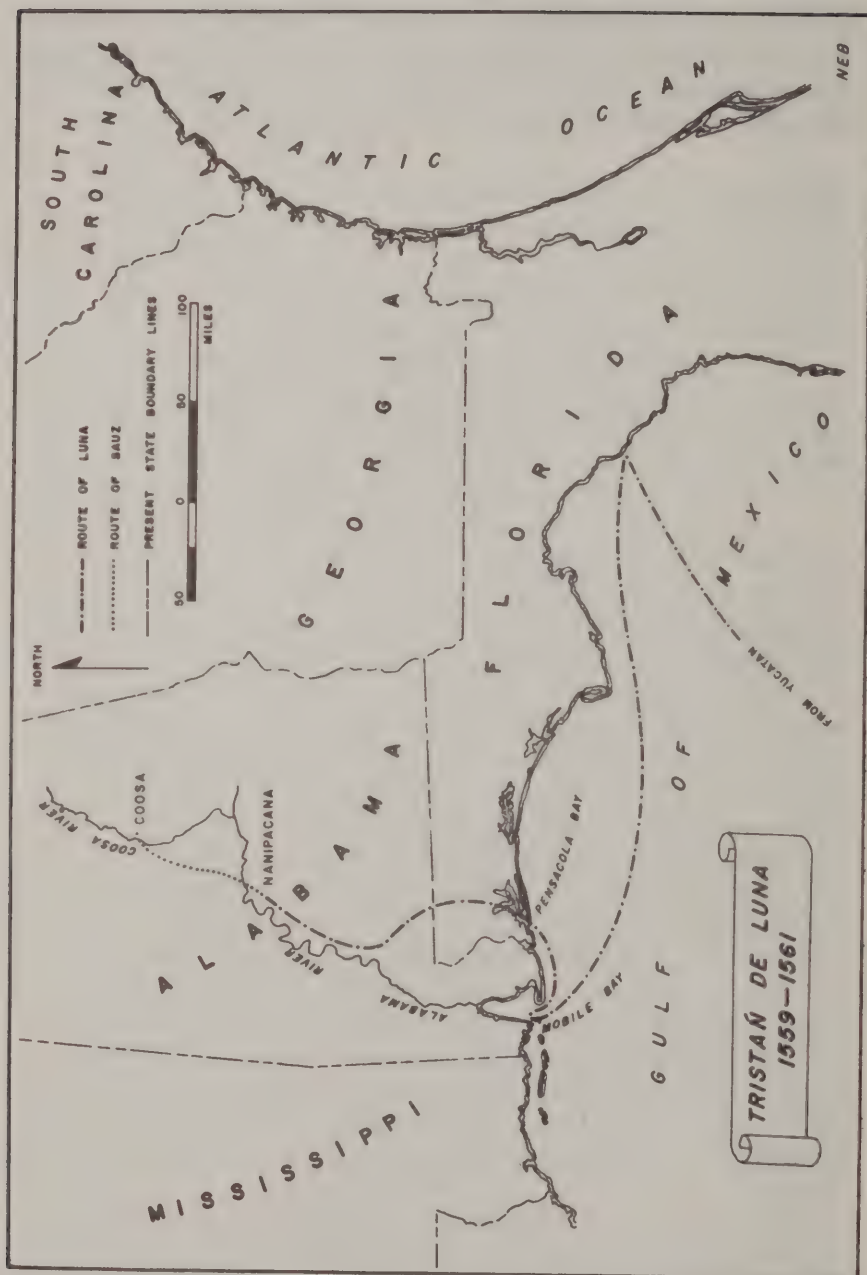 NORTH
ROUTE OF LUNA
ROUTE OF SAUZ
PRESENT STATE BOUNDARY LINES
50 0 50 100
MILES
SOUTH
CAROLINA
ATLANTIC OCEAN
GEORGIA
ALABAMA
MISSISSIPPI
FLORIDA
COOSA RIVER
COOSA
NANIPACANA
ALABAMA RIVER
PENSACOLA BAY
MOBILE BAY
GULF OF MEXICO
FROM YUCATAN
TRISTAŃ DE LUNA
1559-1561
NEB